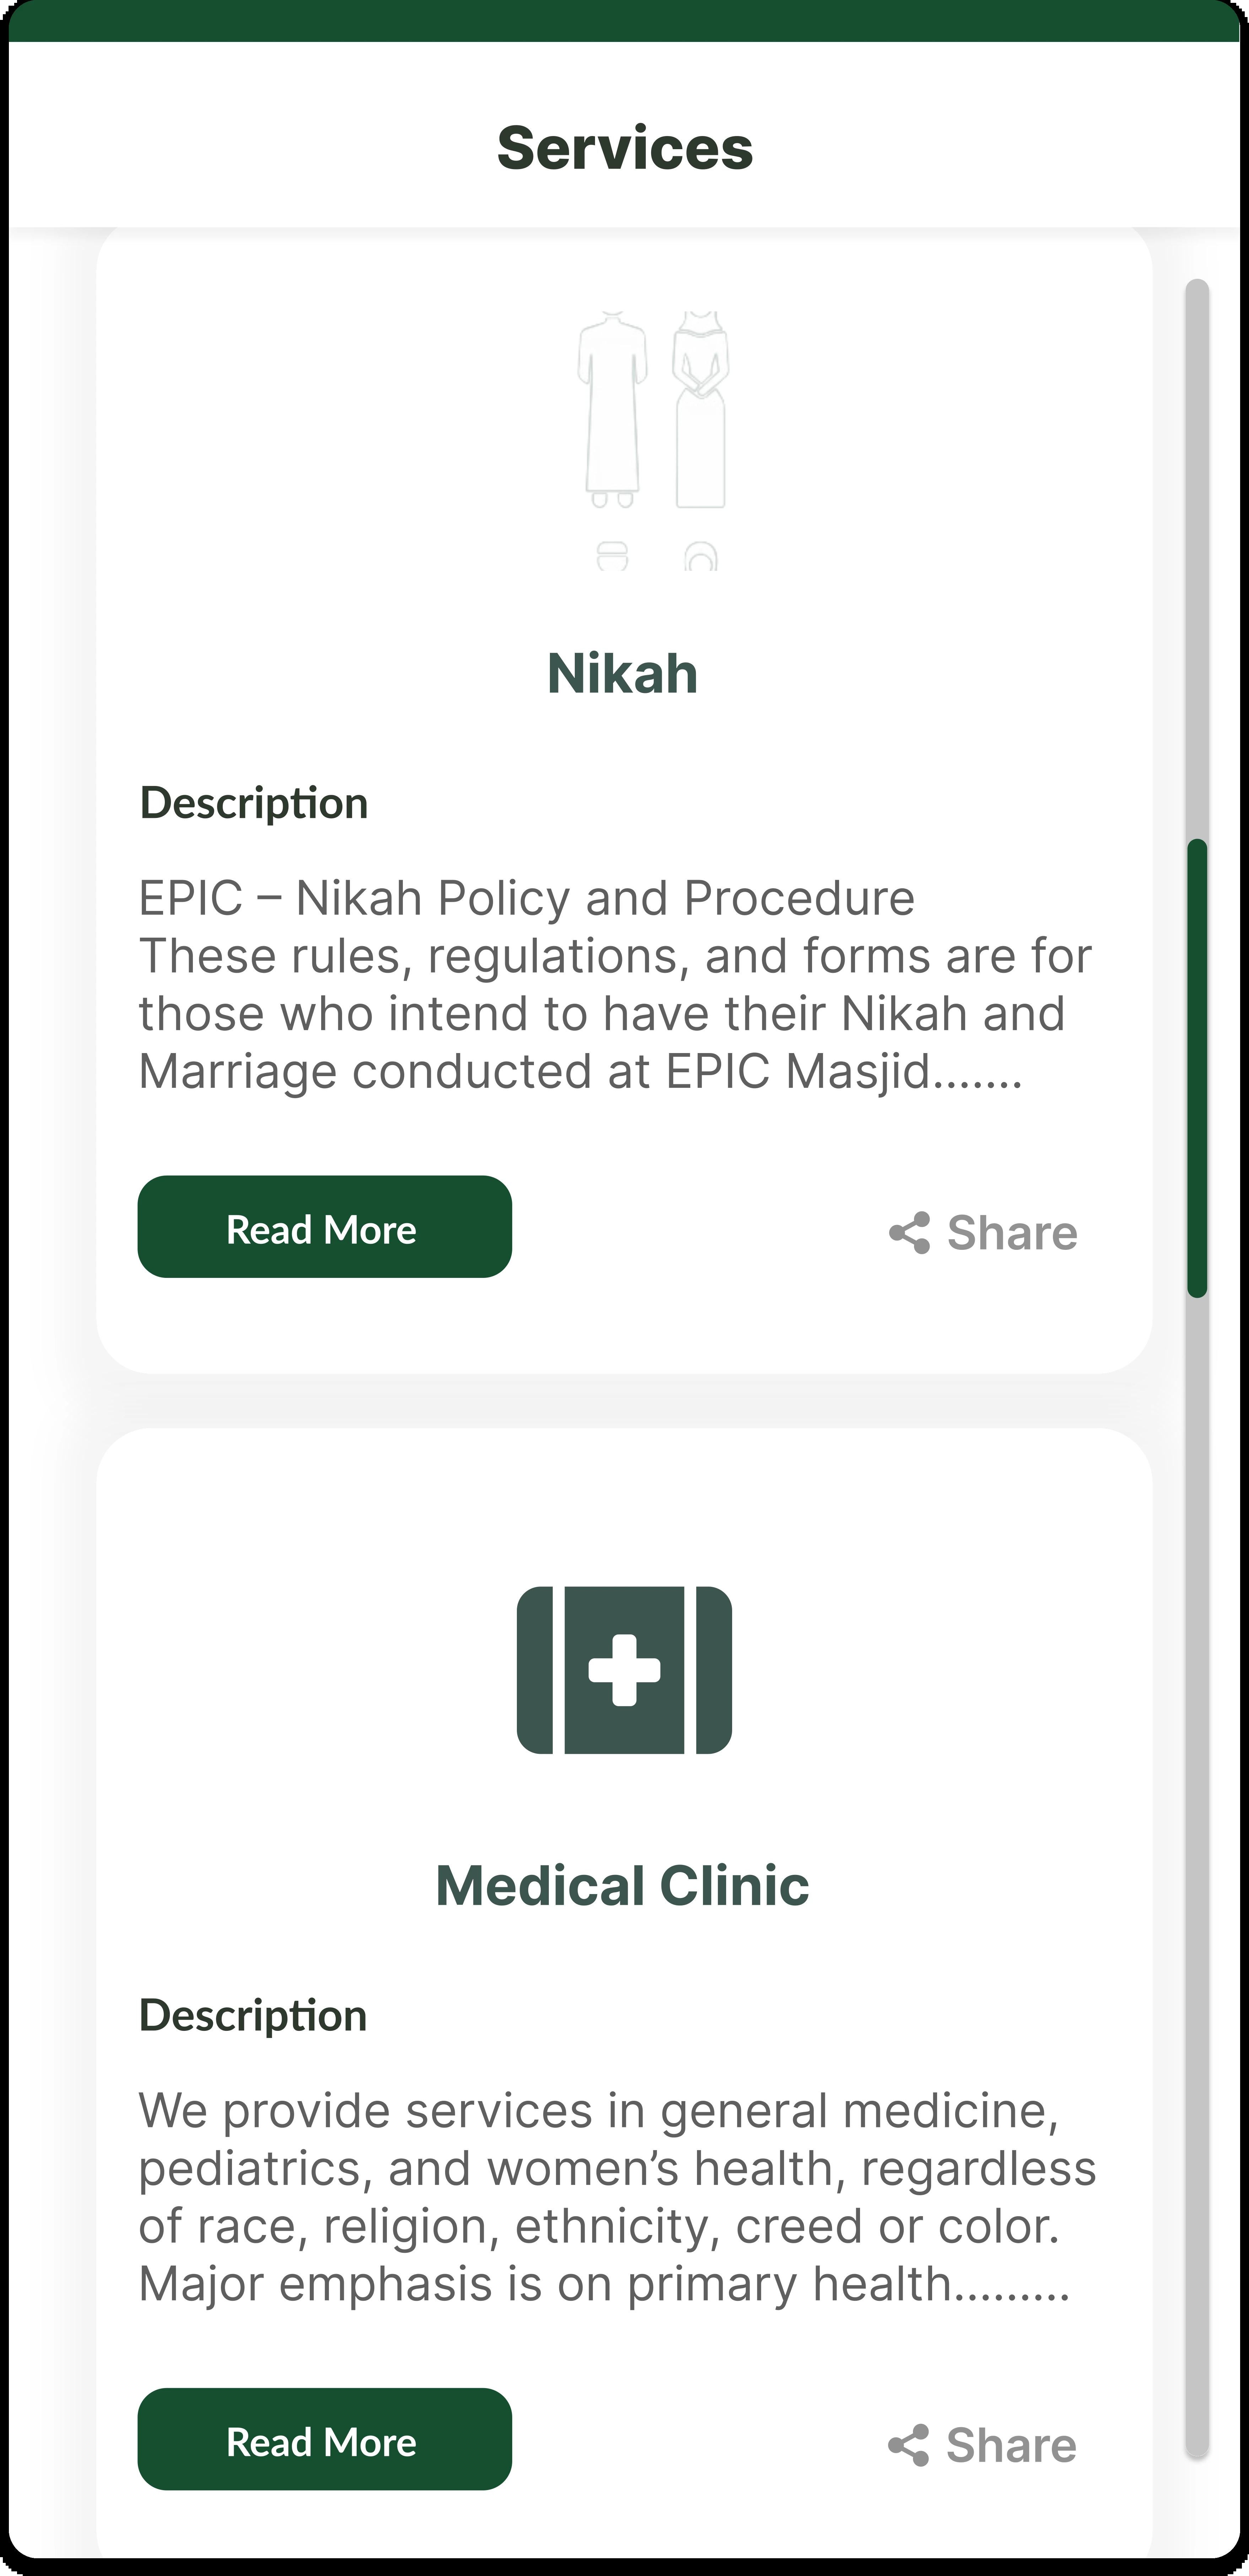 Services
Nikah
Description
EPIC – Nikah Policy and Procedure
These rules, regulations, and forms are for
those who intend to have their Nikah and
Marriage conducted at EPIC Masjid.......
Read More
Share
Medical Clinic
Description
We provide services in general medicine,
pediatrics, and women’s health, regardless
of race, religion, ethnicity, creed or color.
Major emphasis is on primary health.........
Read More
Share